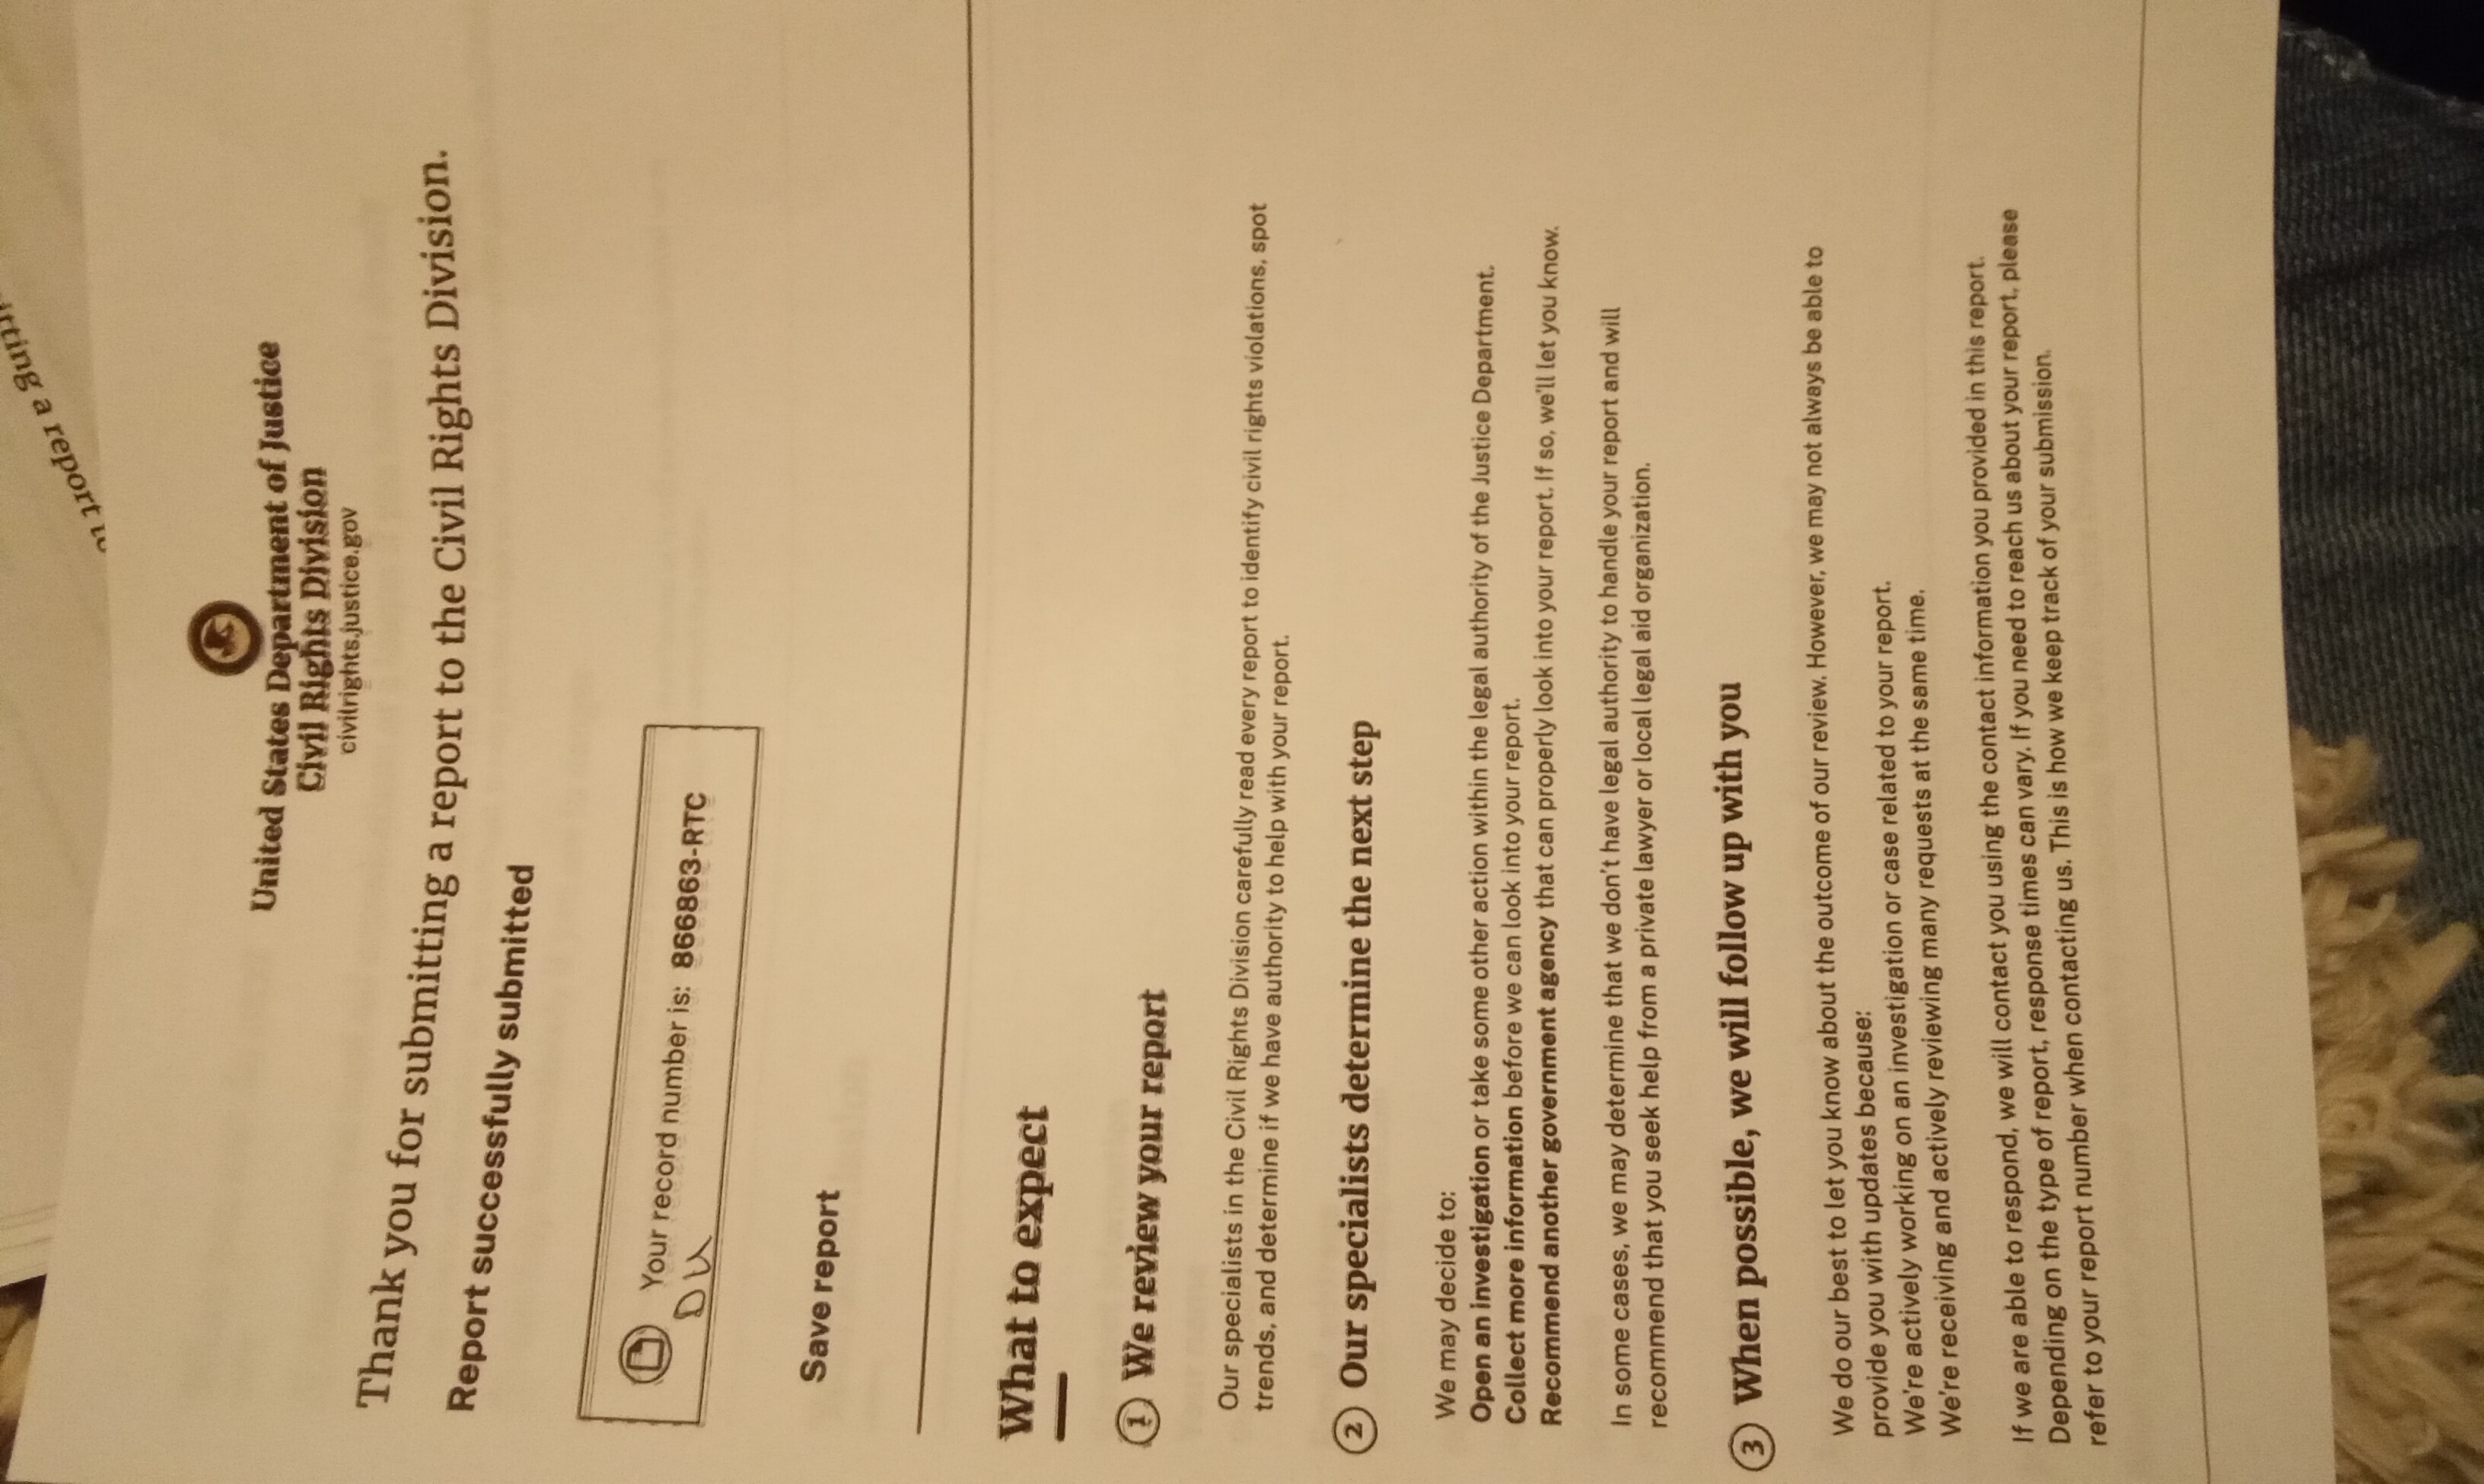 tting a report to
United States Department of Justice
Civil Rights Division
civilrights.justice.gov
Thank you for submitting a report to the Civil Rights Division.
Report successfully submitted
Your record number is: 866863-RTC
DU
Save report
What to expect
1 We review your report
Our specialists in the Civil Rights Division carefully read every report to identify civil rights violations, spot
trends, and determine if we have authority to help with your report.
2 Our specialists determine the next step
We may decide to:
Open an investigation or take some other action within the legal authority of the Justice Department.
Collect more information before we can look into your report.
Recommend another government agency that can properly look into your report. If so, we'll let you know.
In some cases, we may determine that we don't have legal authority to handle your report and will
recommend that you seek help from a private lawyer or local legal aid organization.
3 When possible, we will follow up with you
We do our best to let you know about the outcome of our review. However, we may not always be able to
provide you with updates because:
We're actively working on an investigation or case related to your report.
We're receiving and actively reviewing many requests at the same time.
If we are able to respond, we will contact you using the contact information you provided in this report.
Depending on the type of report, response times can vary. If you need to reach us about your report, please
refer to your report number when contacting us. This is how we keep track of your submission.